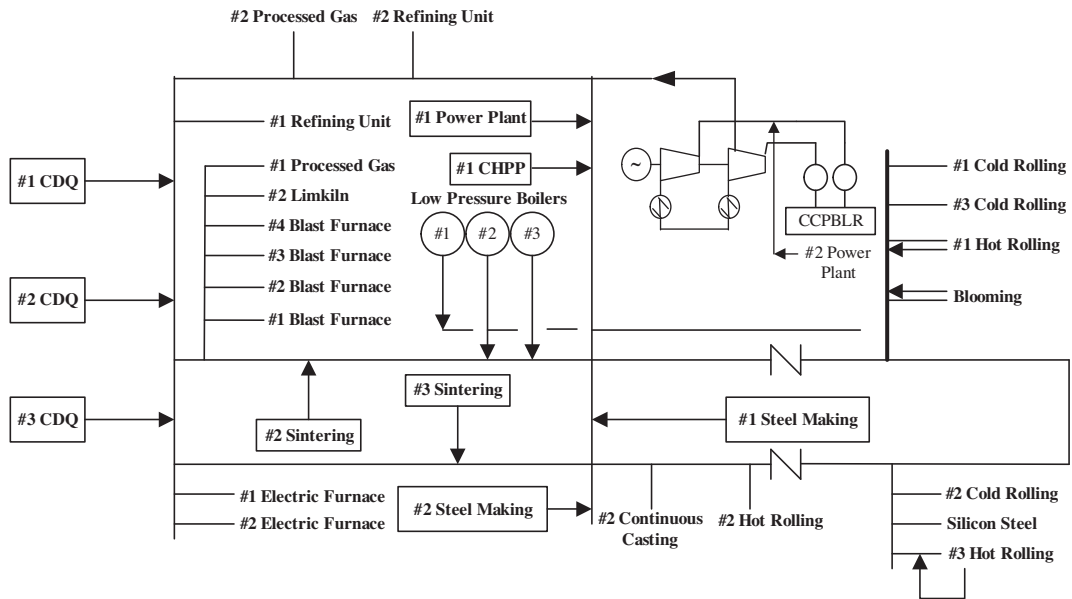 #2 Processed Gas
#2 Refining Unit
#1 Refining Unit
#1 Power Plant
#1 Processed Gas
#1 CHPP
#1 Cold Rolling
#1 CDQ
#2 Limkiln
Low Pressure Boilers
~
#3 Cold Rolling
#4 Blast Furnace
#1
#2
#3
CCPBLR
#3 Blast Furnace
#2 Power
Plant
#1 Hot Rolling
#2 CDQ
#2 Blast Furnace
Blooming
#1 Blast Furnace
#3 CDQ
#3 Sintering
#2 Sintering
#1 Steel Making
#1 Electric Furnace
#2 Electric Furnace
#2 Steel Making
#2 Continuous
Casting
#2 Hot Rolling
#2 Cold Rolling
Silicon Steel
#3 Hot Rolling